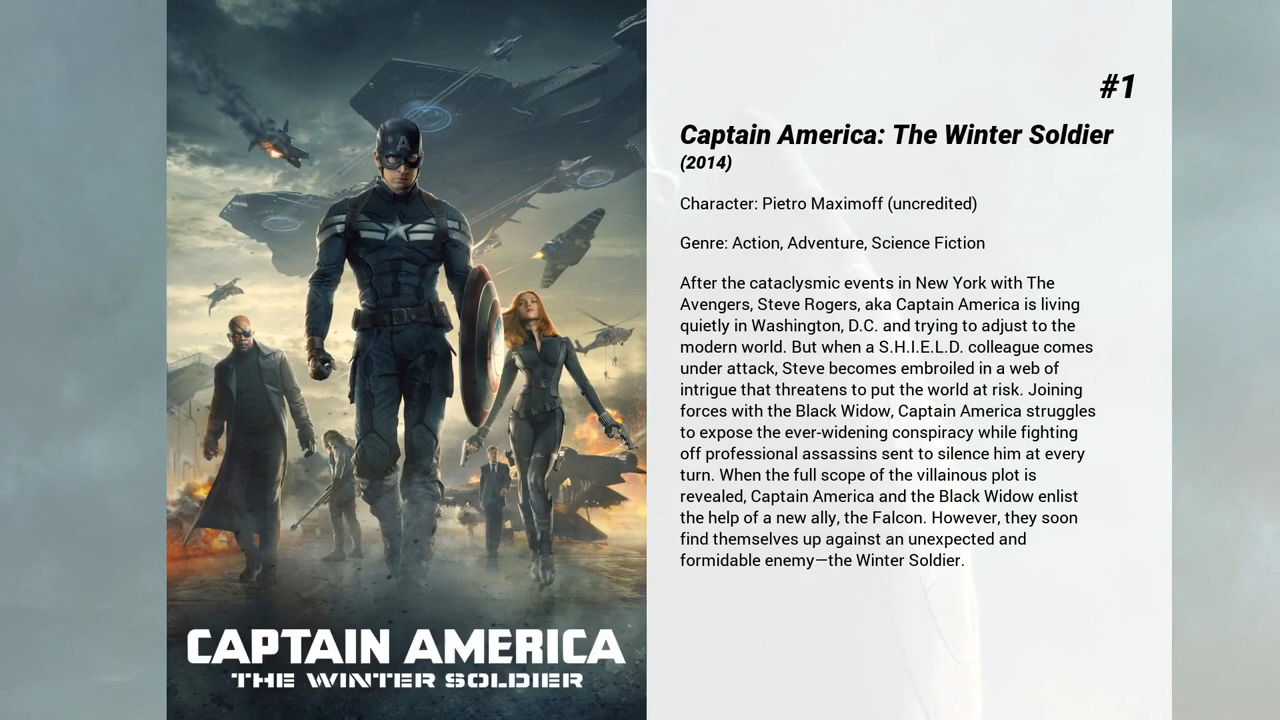 #1
Captain America: The Winter Soldier
(2014)
Character: Pietro Maximoff (uncredited)
Genre: Action, Adventure, Science Fiction
After the cataclysmic events in New York with The
Avengers, Steve Rogers, aka Captain America is living
quietly in Washington, D.C. and trying to adjust to the
modern world. But when a S.H.I.E.L.D. colleague comes
under attack, Steve becomes embroiled in a web of
intrigue that threatens to put the world at risk. Joining
forces with the Black Widow, Captain America struggles
to expose the ever-widening conspiracy while fighting
off professional assassins sent to silence him at every
turn. When the full scope of the villainous plot is
revealed, Captain America and the Black Widow enlist
the help of a new ally, the Falcon. However, they soon
find themselves up against an unexpected and
formidable enemy—the Winter Soldier.
A
CAPTAIN AMERICA
THE WINTER SOLDIER